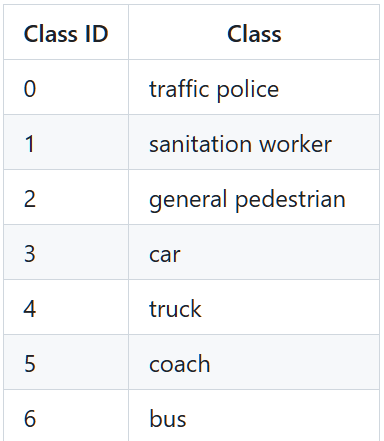 Class ID Class
0 traffic police
1 sanitation worker
2 general pedestrian
3 car
4 truck
5 coach
6 bus